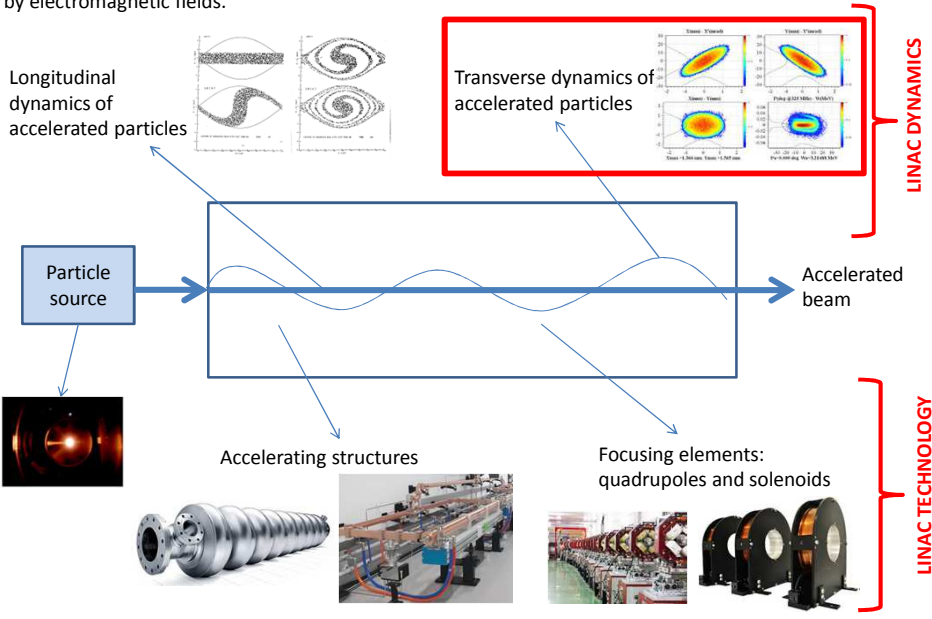 by electromagnetic fields.
Longitudinal
dynamics of
accelerated particles
Transverse dynamics of
accelerated particles
LINAC DYNAMICS
Particle
source
Accelerated
beam
Accelerating structures
Focusing elements:
quadrupoles and solenoids
LINAC TECHNOLOGY